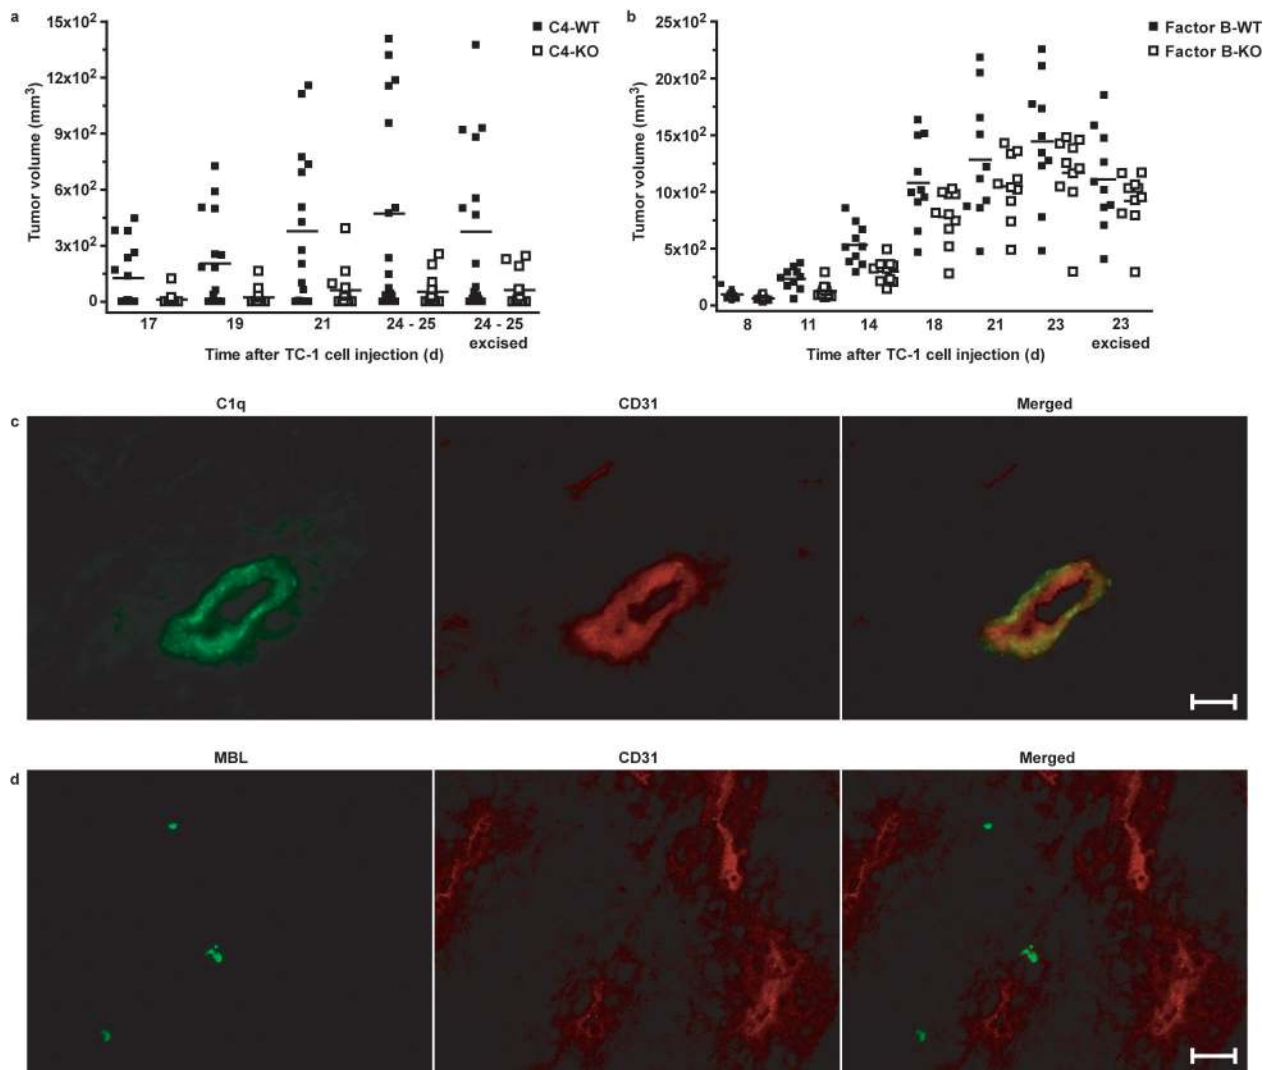 a
15x10²
12x10²
9x10²
6x10²
3x10²
0
Tumor volume (mm³)
C4-WT
C4-KO
17 19 21 24 - 25 24 - 25
excised
Time after TC-1 cell injection (d)
b
25x10²
20x10²
15x10²
10x10²
5x10²
0
Tumor volume (mm³)
Factor B-WT
Factor B-KO
8 11 14 18 21 23 23
excised
Time after TC-1 cell injection (d)
C1q CD31 Merged
c
MBL CD31 Merged
d